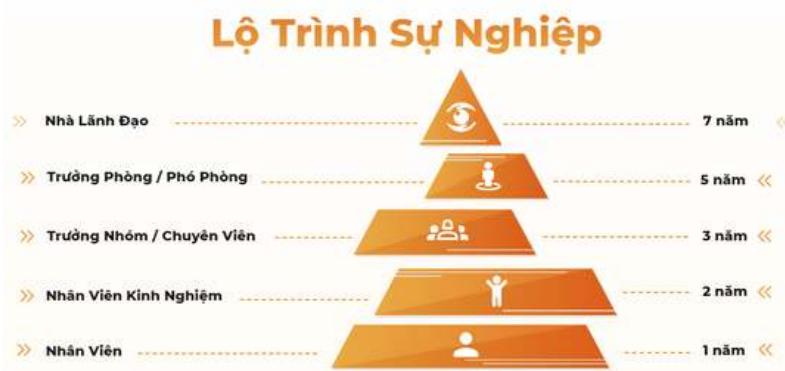 Lộ Trình Sự Nghiệp
Nhà Lãnh Đạo 7 năm
Trưởng Phòng / Phó Phòng 5 năm
Trưởng Nhóm / Chuyên Viên 3 năm
Nhân Viên Kinh Nghiệm 2 năm
Nhân Viên 1 năm